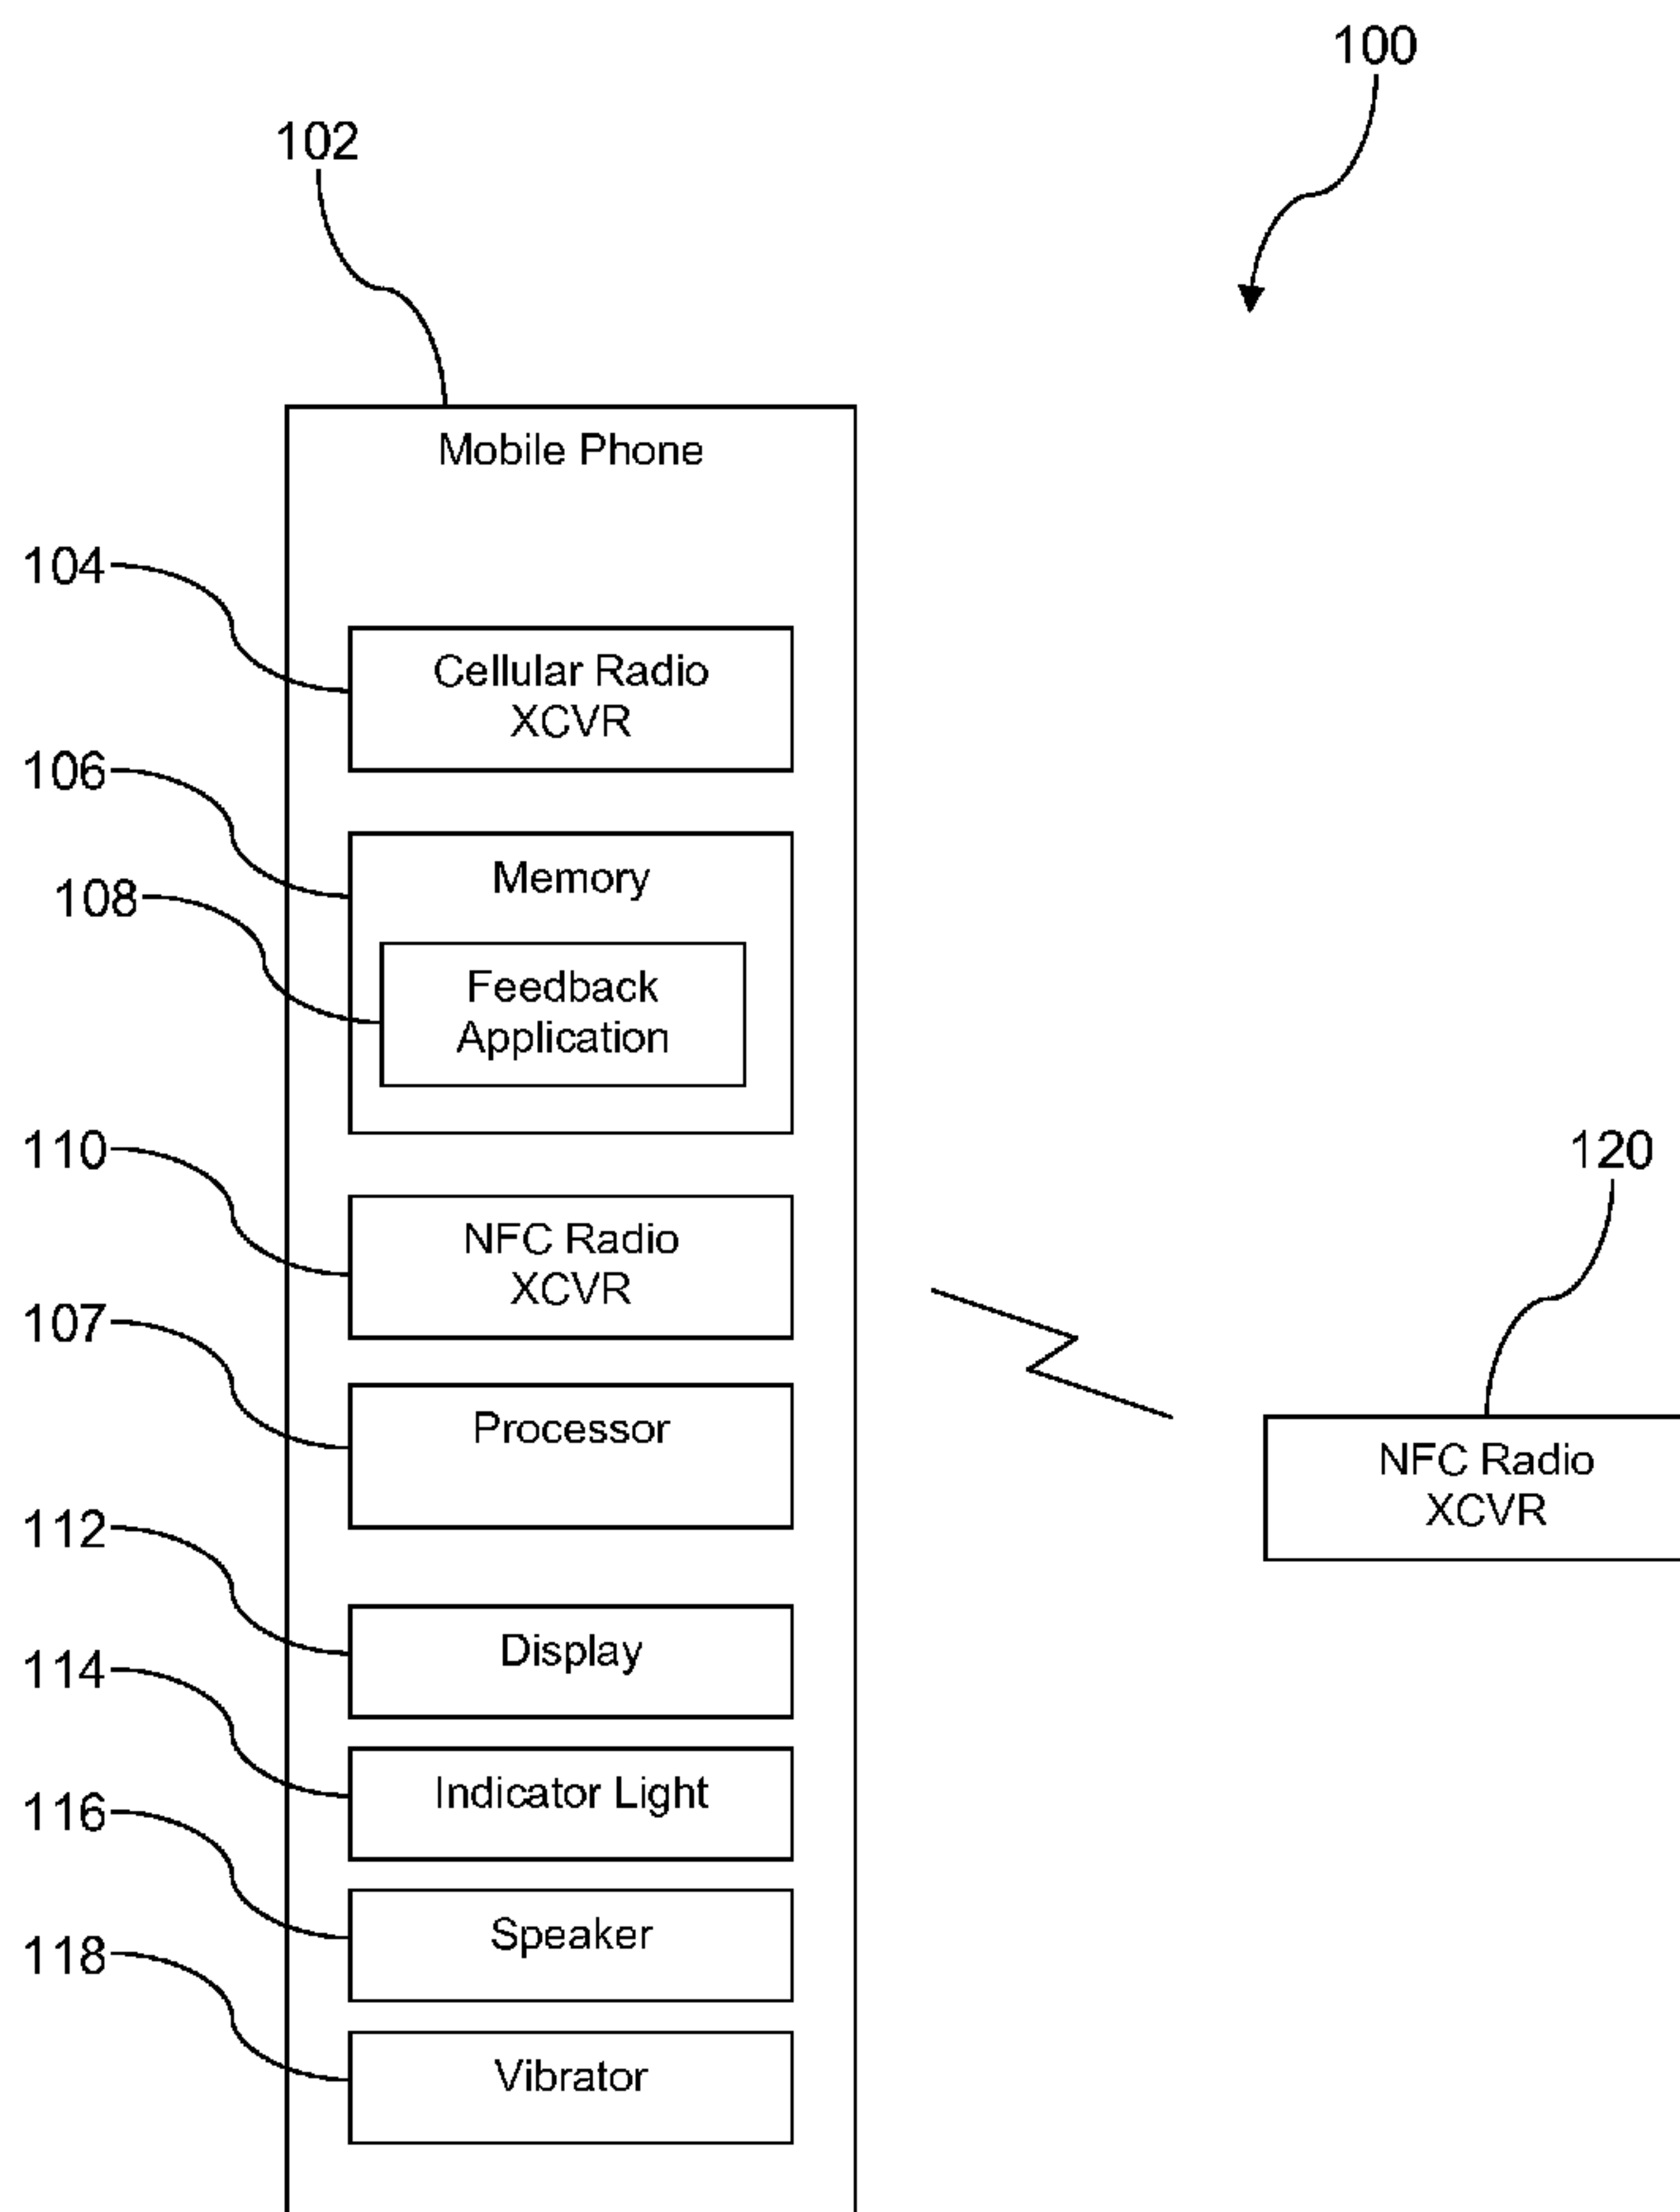 100
102
Mobile Phone
104
Cellular Radio
XCVR
106
Memory
108
Feedback
Application
110
NFC Radio
XCVR
120
107
Processor
NFC Radio
XCVR
112
Display
114
Indicator Light
116
Speaker
118
Vibrator